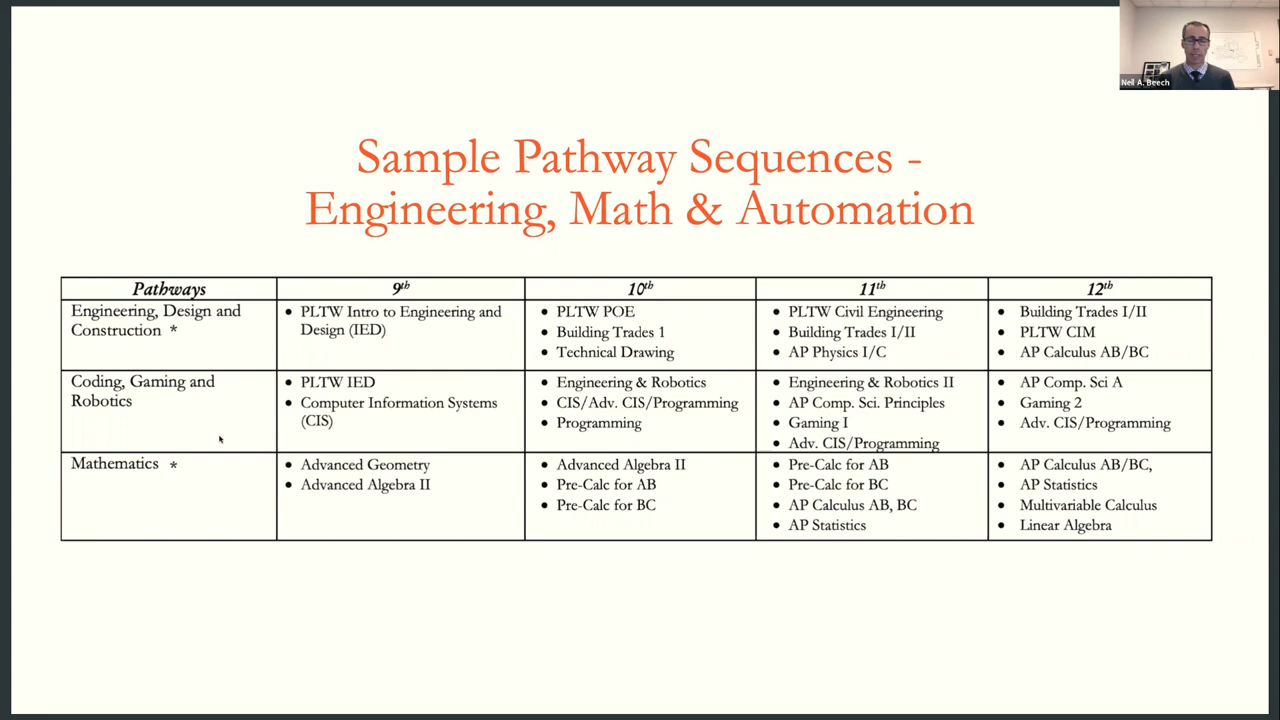 Neil A. Beech
Sample Pathway Sequences -
Engineering, Math & Automation
Pathways 9th 10th 11th 12th
Engineering, Design and
Construction *
• PLTW Intro to Engineering and
Design (IED)
• PLTW POE
• Building Trades 1
• Technical Drawing
• PLTW Civil Engineering
• Building Trades I/II
• AP Physics I/C
• Building Trades I/II
• PLTW CIM
• AP Calculus AB/BC
Coding, Gaming and
Robotics
• PLTW IED
• Computer Information Systems
(CIS)
• Engineering & Robotics
• CIS/Adv. CIS/Programming
• Programming
• Engineering & Robotics II
• AP Comp. Sci. Principles
• Gaming I
• Adv. CIS/Programming
• AP Comp. Sci A
• Gaming 2
• Adv. CIS/Programming
Mathematics *
• Advanced Geometry
• Advanced Algebra II
• Advanced Algebra II
• Pre-Calc for AB
• Pre-Calc for BC
• Pre-Calc for AB
• Pre-Calc for BC
• AP Calculus AB, BC
• AP Statistics
• AP Calculus AB/BC,
• AP Statistics
• Multivariable Calculus
• Linear Algebra